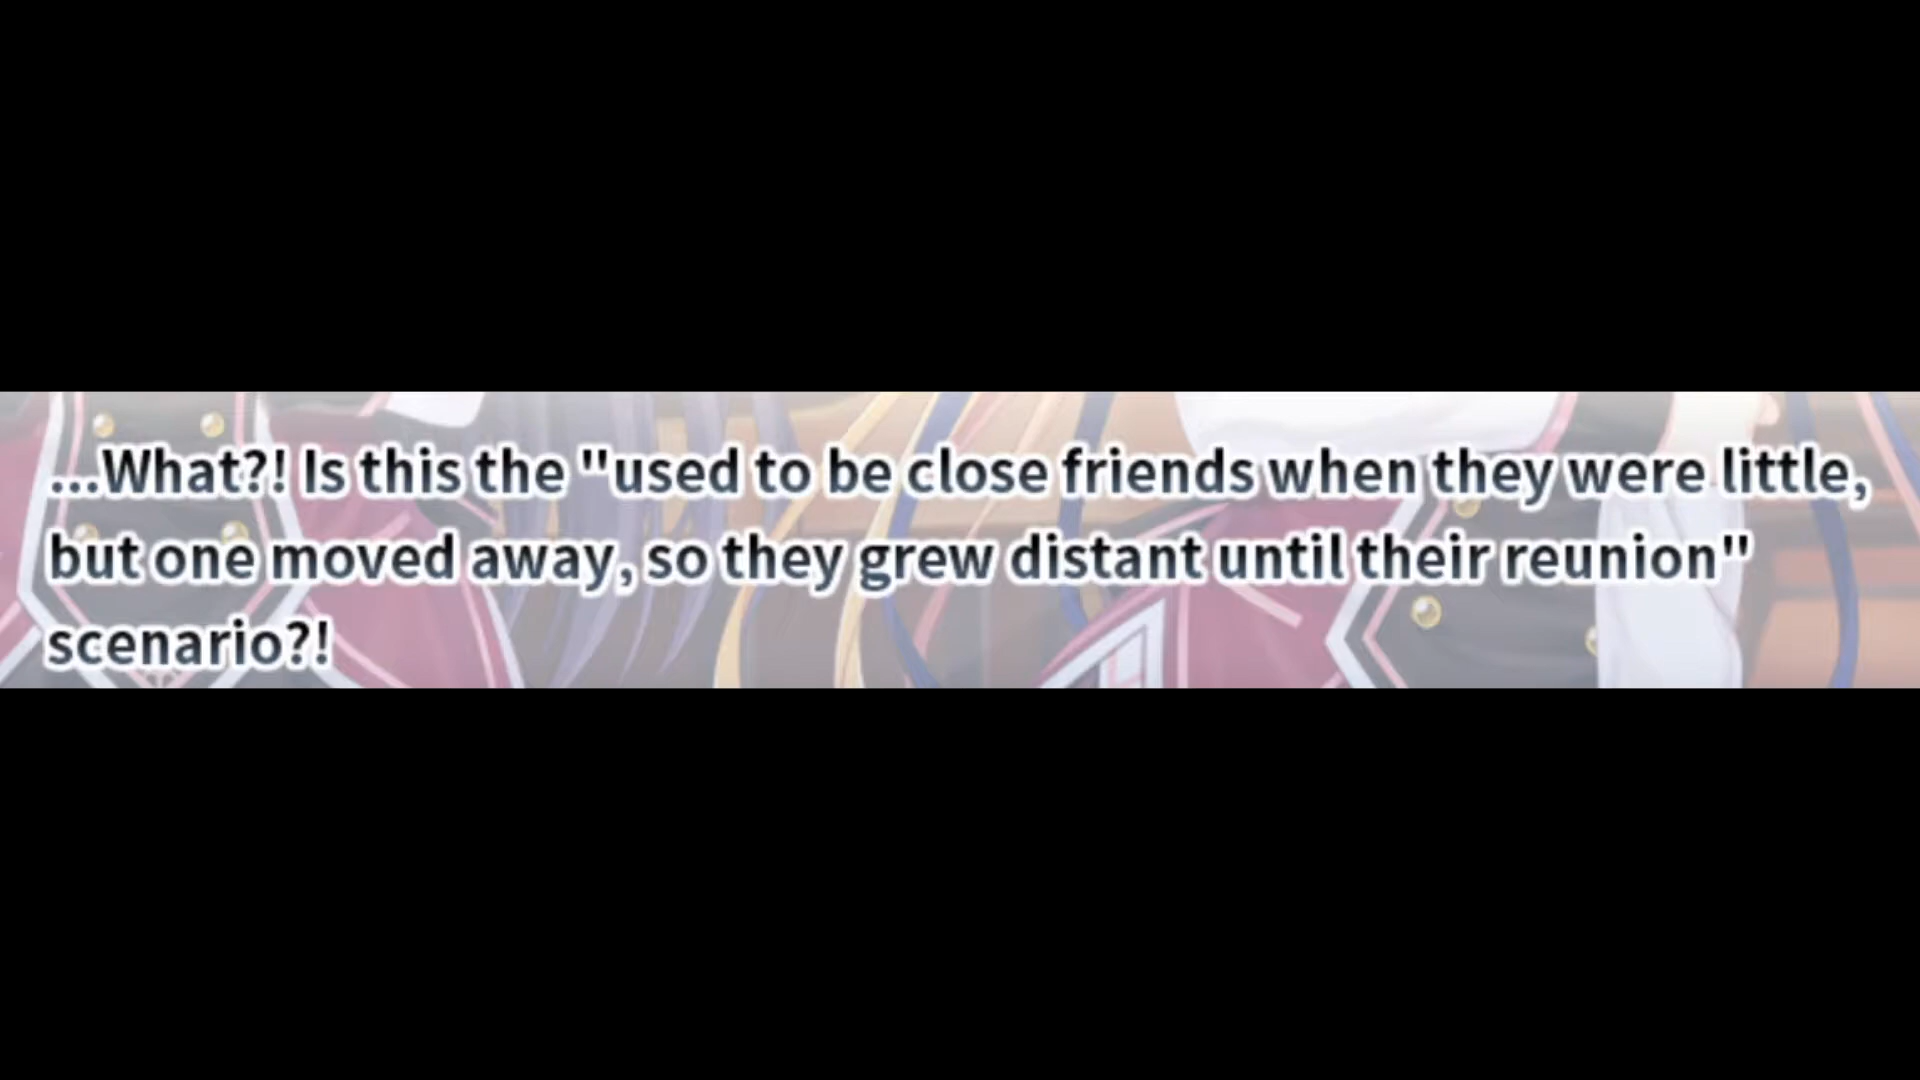 ...What?! Is this the "used to be close friends when they were little,
but one moved away, so they grew distant until their reunion"
scenario?!